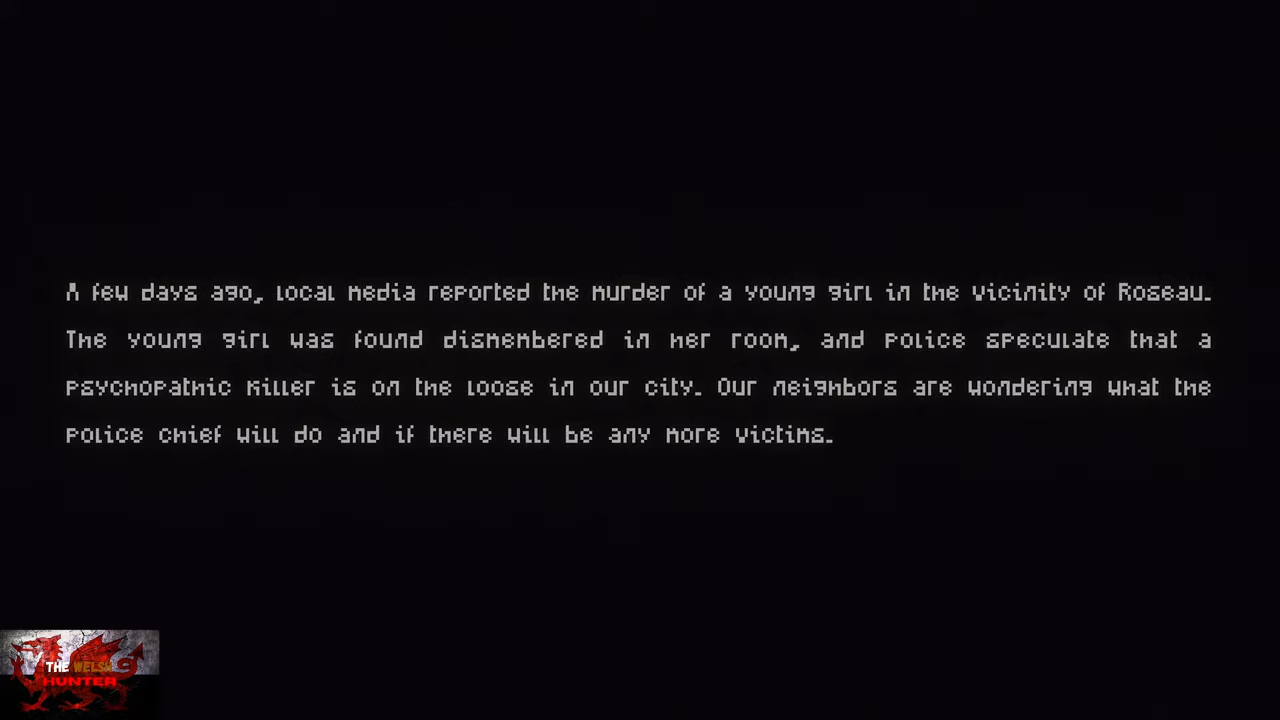 A few days ago, local media reported the murder of a young girl in the vicinity of Roseau.
The young girl was found dismembered in her room, and police speculate that a
psychopathic killer is on the loose in our city. Our neighbors are wondering what the
police chief will do and if there will be any more victims.
THE WELSH
HUNTER